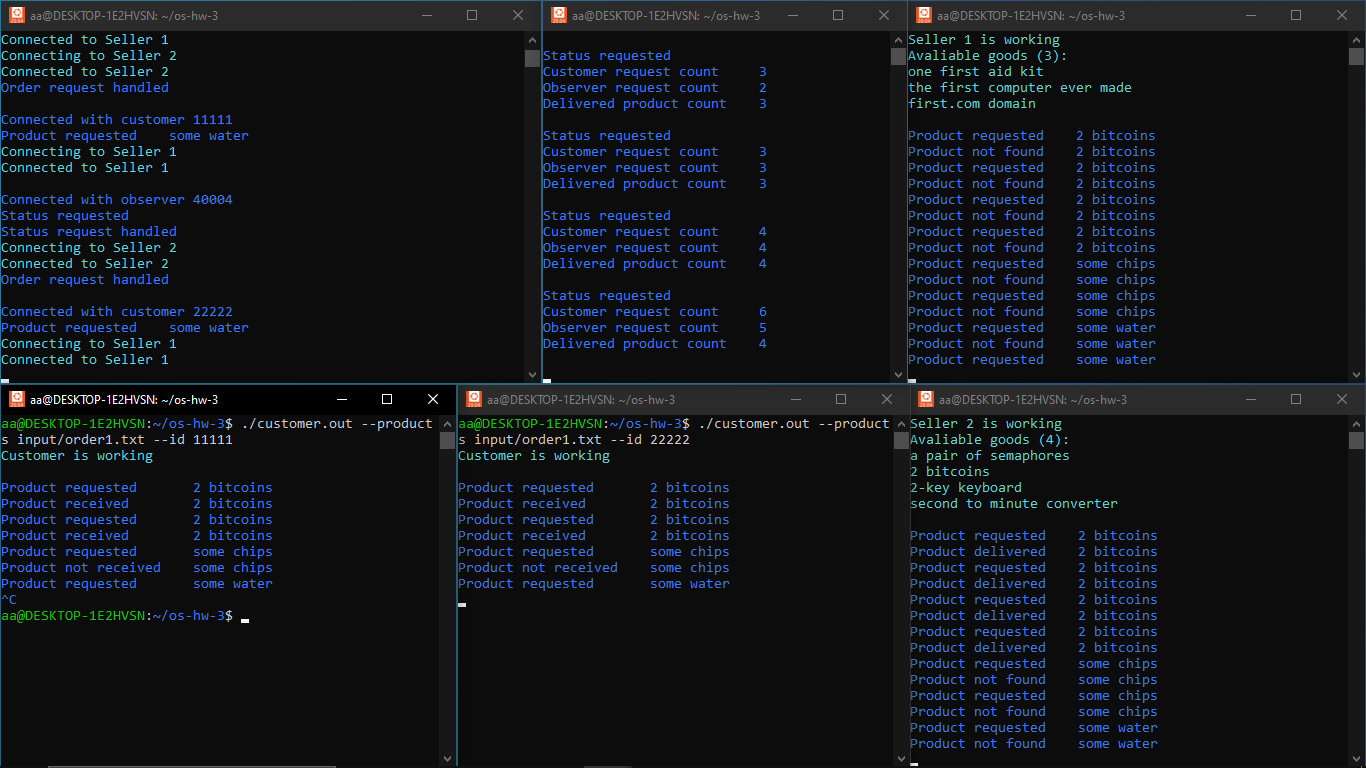 aa@DESKTOP-1E2HVSN: ~/os-hw-3
Connected to Seller 1
Connecting to Seller 2
Connected to Seller 2
Order request handled
Connected with customer 11111
Product requested    some water
Connecting to Seller 1
Connected to Seller 1
Connected with observer 40004
Status requested
Status request handled
Connecting to Seller 2
Connected to Seller 2
Order request handled
Connected with customer 22222
Product requested    some water
Connecting to Seller 1
Connected to Seller 1
aa@DESKTOP-1E2HVSN: ~/os-hw-3
Status requested
Customer request count     3
Observer request count     2
Delivered product count    3
Status requested
Customer request count     3
Observer request count     3
Delivered product count    3
Status requested
Customer request count     4
Observer request count     4
Delivered product count    4
Status requested
Customer request count     6
Observer request count     5
Delivered product count    4
aa@DESKTOP-1E2HVSN: ~/os-hw-3
Seller 1 is working
Avaliable goods (3):
one first aid kit
the first computer ever made
first.com domain
Product requested    2 bitcoins
Product not found    2 bitcoins
Product requested    2 bitcoins
Product not found    2 bitcoins
Product requested    2 bitcoins
Product not found    2 bitcoins
Product requested    2 bitcoins
Product not found    2 bitcoins
Product requested    some chips
Product not found    some chips
Product requested    some chips
Product not found    some chips
Product requested    some water
Product not found    some water
Product requested    some water
aa@DESKTOP-1E2HVSN: ~/os-hw-3
aa@DESKTOP-1E2HVSN:~/os-hw-3$ ./customer.out --product
s input/order1.txt --id 11111
Customer is working
Product requested       2 bitcoins
Product received        2 bitcoins
Product requested       2 bitcoins
Product received        2 bitcoins
Product requested       some chips
Product not received    some chips
Product requested       some water
^C
aa@DESKTOP-1E2HVSN:~/os-hw-3$
aa@DESKTOP-1E2HVSN: ~/os-hw-3
aa@DESKTOP-1E2HVSN:~/os-hw-3$ ./customer.out --product
s input/order1.txt --id 22222
Customer is working
Product requested       2 bitcoins
Product received        2 bitcoins
Product requested       2 bitcoins
Product received        2 bitcoins
Product requested       some chips
Product not received    some chips
Product requested       some water
aa@DESKTOP-1E2HVSN: ~/os-hw-3
Seller 2 is working
Avaliable goods (4):
a pair of semaphores
2 bitcoins
2-key keyboard
second to minute converter
Product requested    2 bitcoins
Product delivered    2 bitcoins
Product requested    2 bitcoins
Product delivered    2 bitcoins
Product requested    2 bitcoins
Product delivered    2 bitcoins
Product requested    2 bitcoins
Product delivered    2 bitcoins
Product requested    some chips
Product not found    some chips
Product requested    some chips
Product not found    some chips
Product requested    some water
Product not found    some water